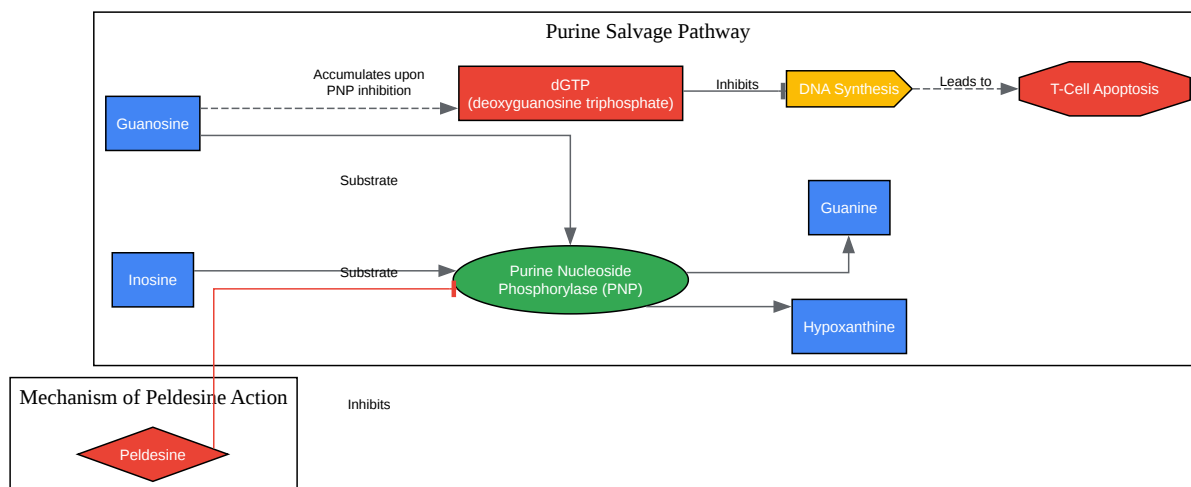 Purine Salvage Pathway
Accumulates upon
PNP inhibition
dGTP
(deoxyguanosine triphosphate)
Inhibits
DNA Synthesis
Leads to
T-Cell Apoptosis
Guanosine
Substrate
Guanine
Inosine
Substrate
Purine Nucleoside
Phosphorylase (PNP)
Hypoxanthine
Mechanism of Peldesine Action
Inhibits
Peldesine